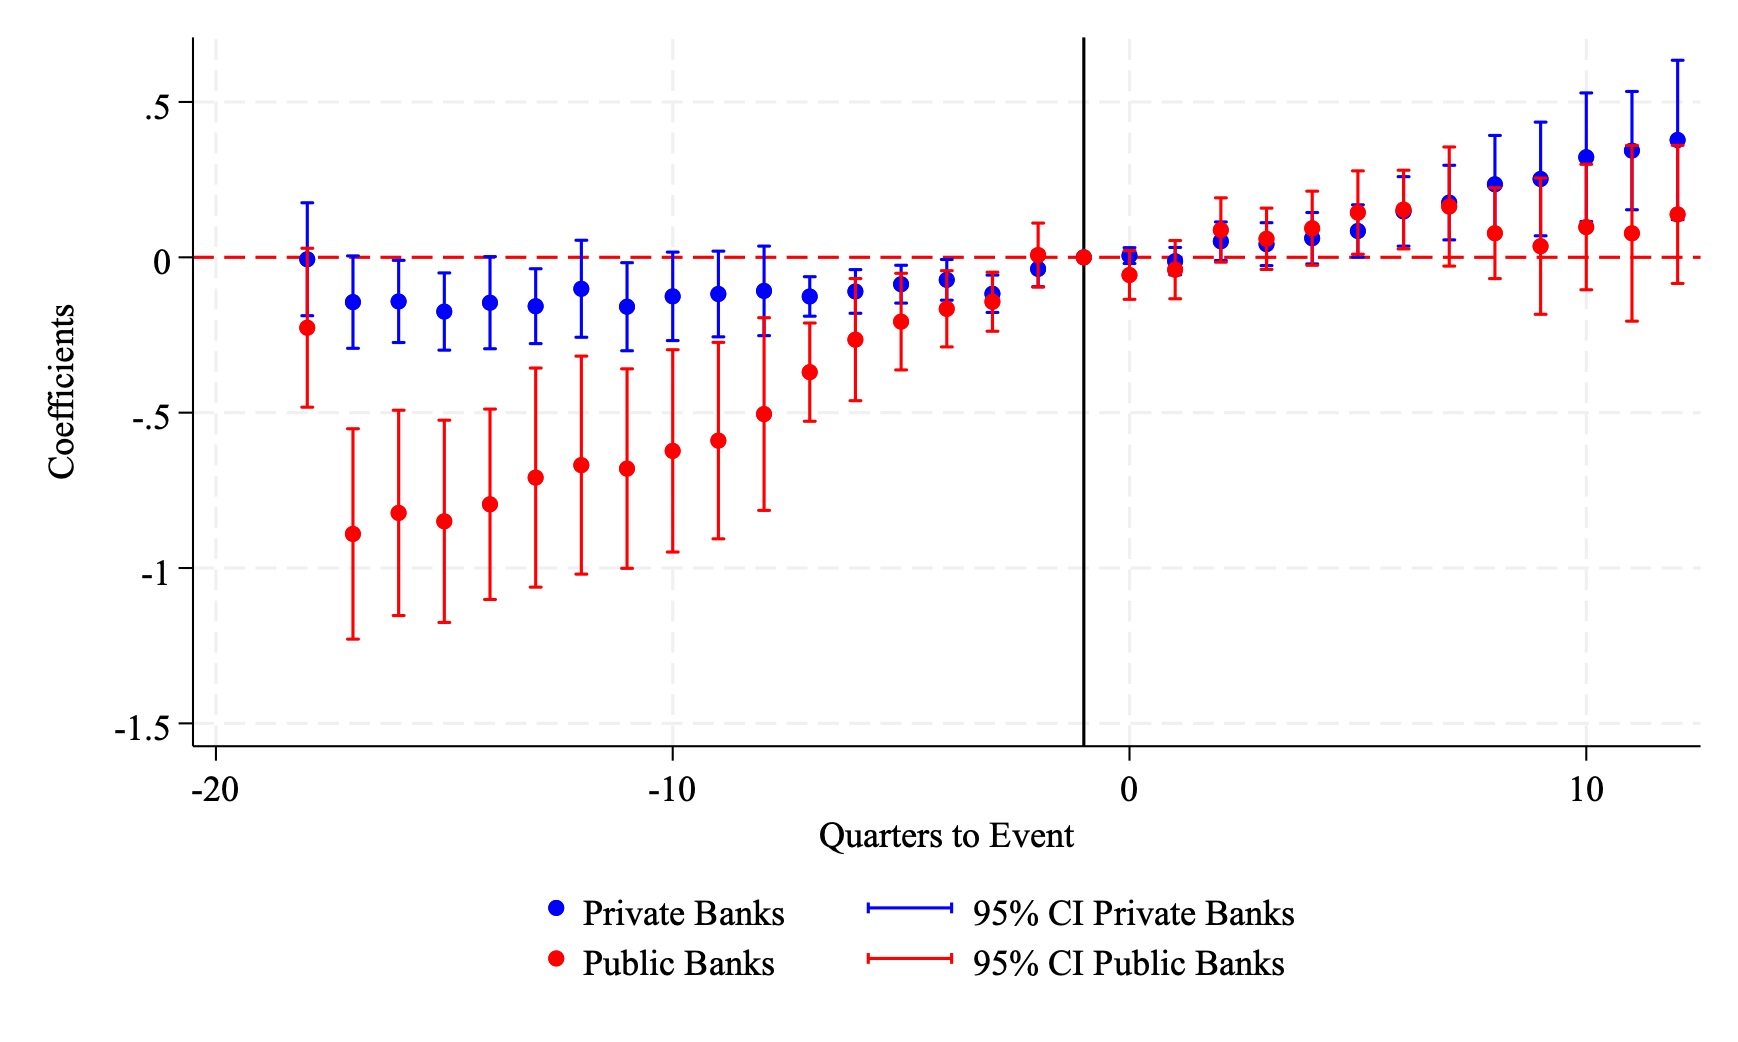 .5
0
-.5
-1
-1.5
Coefficients
-20 -10 0 10
Quarters to Event
Private Banks 95% CI Private Banks
Public Banks 95% CI Public Banks